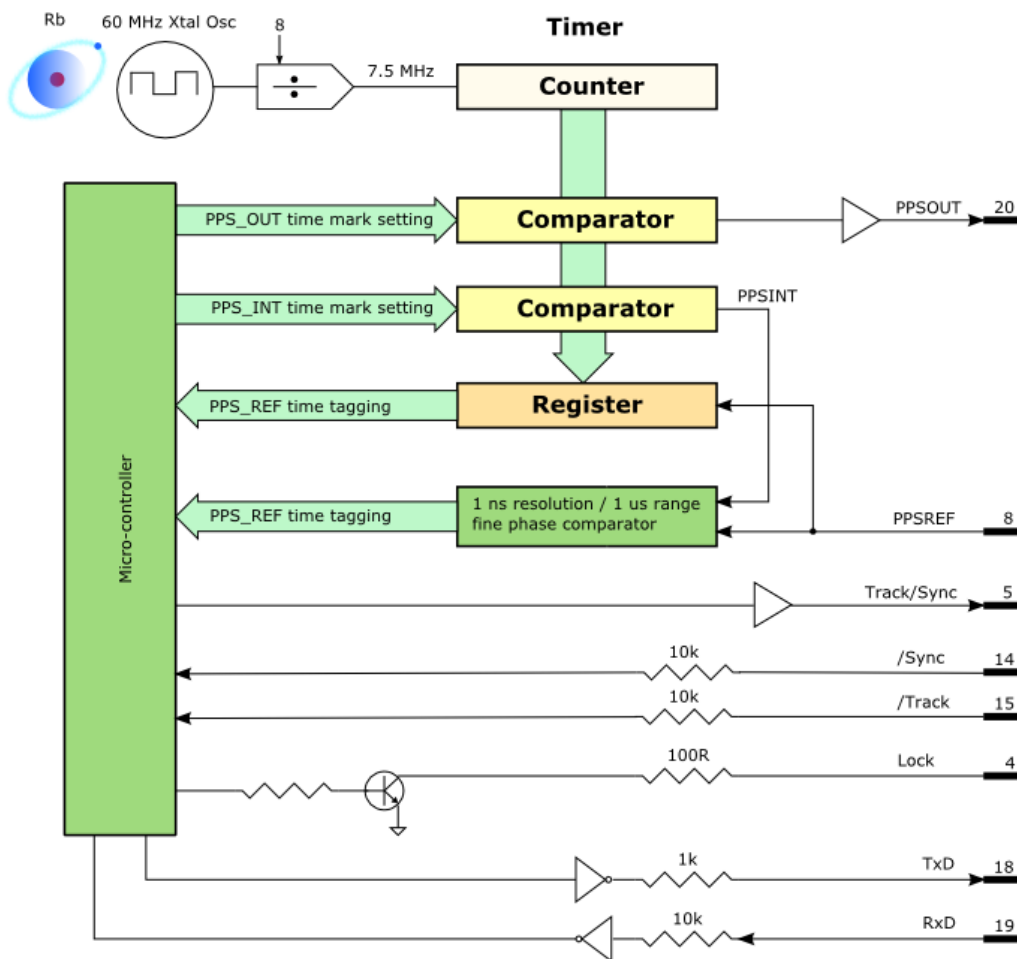 Rb
60 MHz Xtal Osc
8
Timer
7.5 MHz
Counter
PPS_OUT time mark setting
Comparator
PPSOUT
20
PPS_INT time mark setting
Comparator
PPSINT
PPS_REF time tagging
Register
Micro-controller
PPS_REF time tagging
1 ns resolution / 1 us range
fine phase comparator
PPSREF
8
Track/Sync
5
10k
/Sync
14
10k
/Track
15
100R
Lock
4
1k
TxD
18
10k
RxD
19